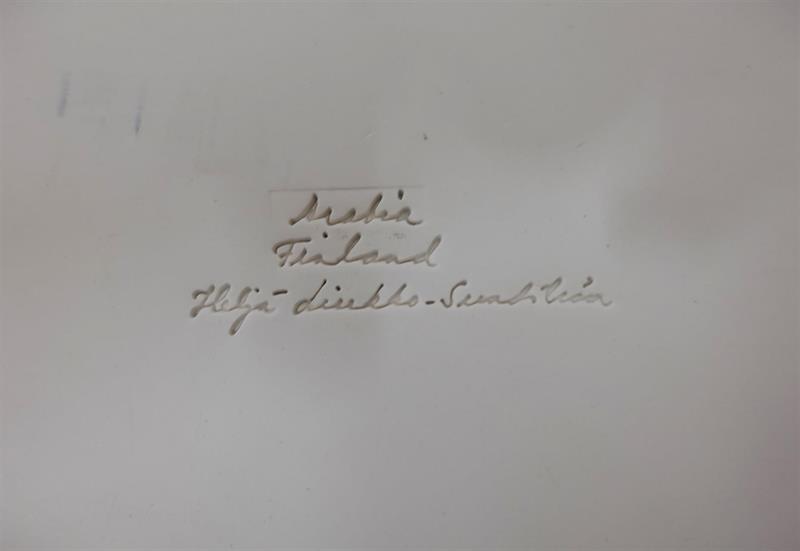 Arabia
Finland
Heljä Liukko-Sundström